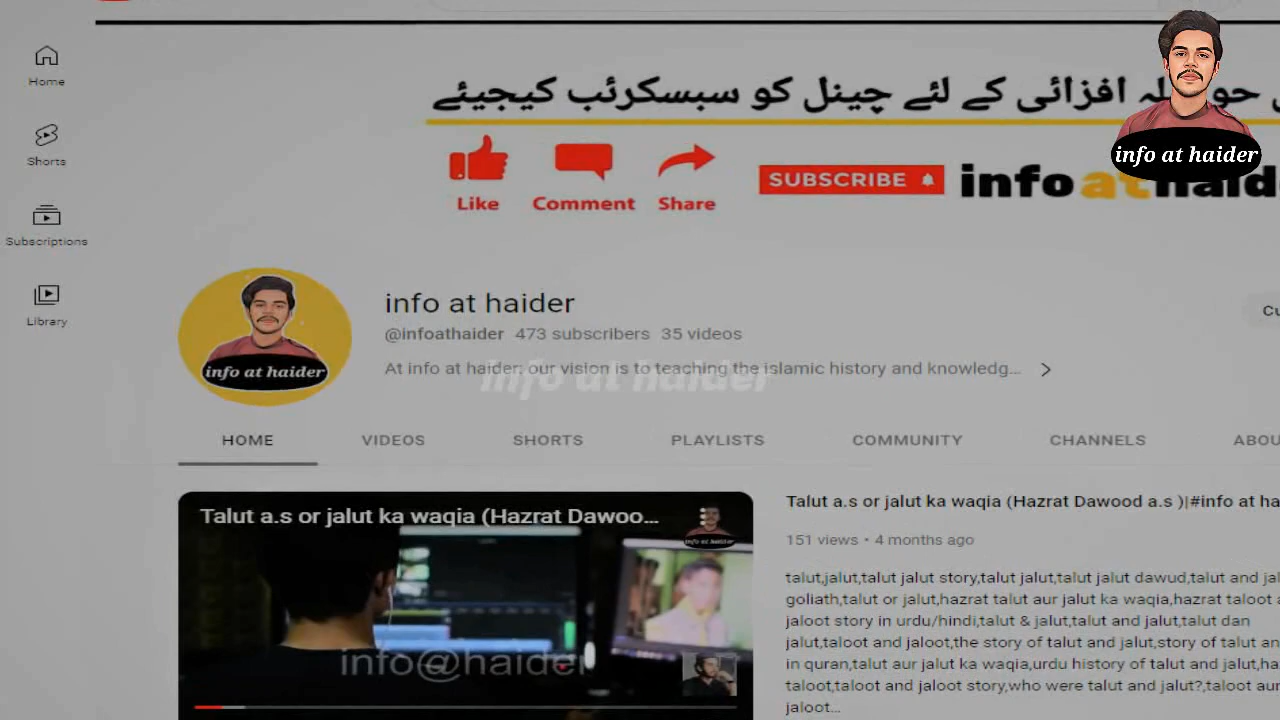 حوصلہ افزائی کے لئے چینل کو سبسکرئب کیجیئے
Home
Shorts
Subscriptions
Library
Like
Comment
Share
SUBSCRIBE
info at haid
info at haider
info at haider
@infoathaider 473 subscribers 35 videos
At info at haider; our vision is to teaching the islamic history and knowledg...
info at haider
info at haider
Cu
HOME
VIDEOS
SHORTS
PLAYLISTS
COMMUNITY
CHANNELS
ABOU
Talut a.s or jalut ka waqia (Hazrat Dawoo...
info at haider
info@haider
Talut a.s or jalut ka waqia (Hazrat Dawood a.s )|#info at ha
151 views • 4 months ago
talut,jalut,talut jalut story,talut jalut,talut jalut dawud,talut and jal
goliath,talut or jalut,hazrat talut aur jalut ka waqia,hazrat taloot a
jaloot story in urdu/hindi,talut & jalut,talut and jalut,talut dan
jalut,taloot and jaloot,the story of talut and jalut,story of talut an
in quran,talut aur jalut ka waqia,urdu history of talut and jalut,ha
taloot,taloot and jaloot story,who were talut and jalut?,taloot aur
jaloot...